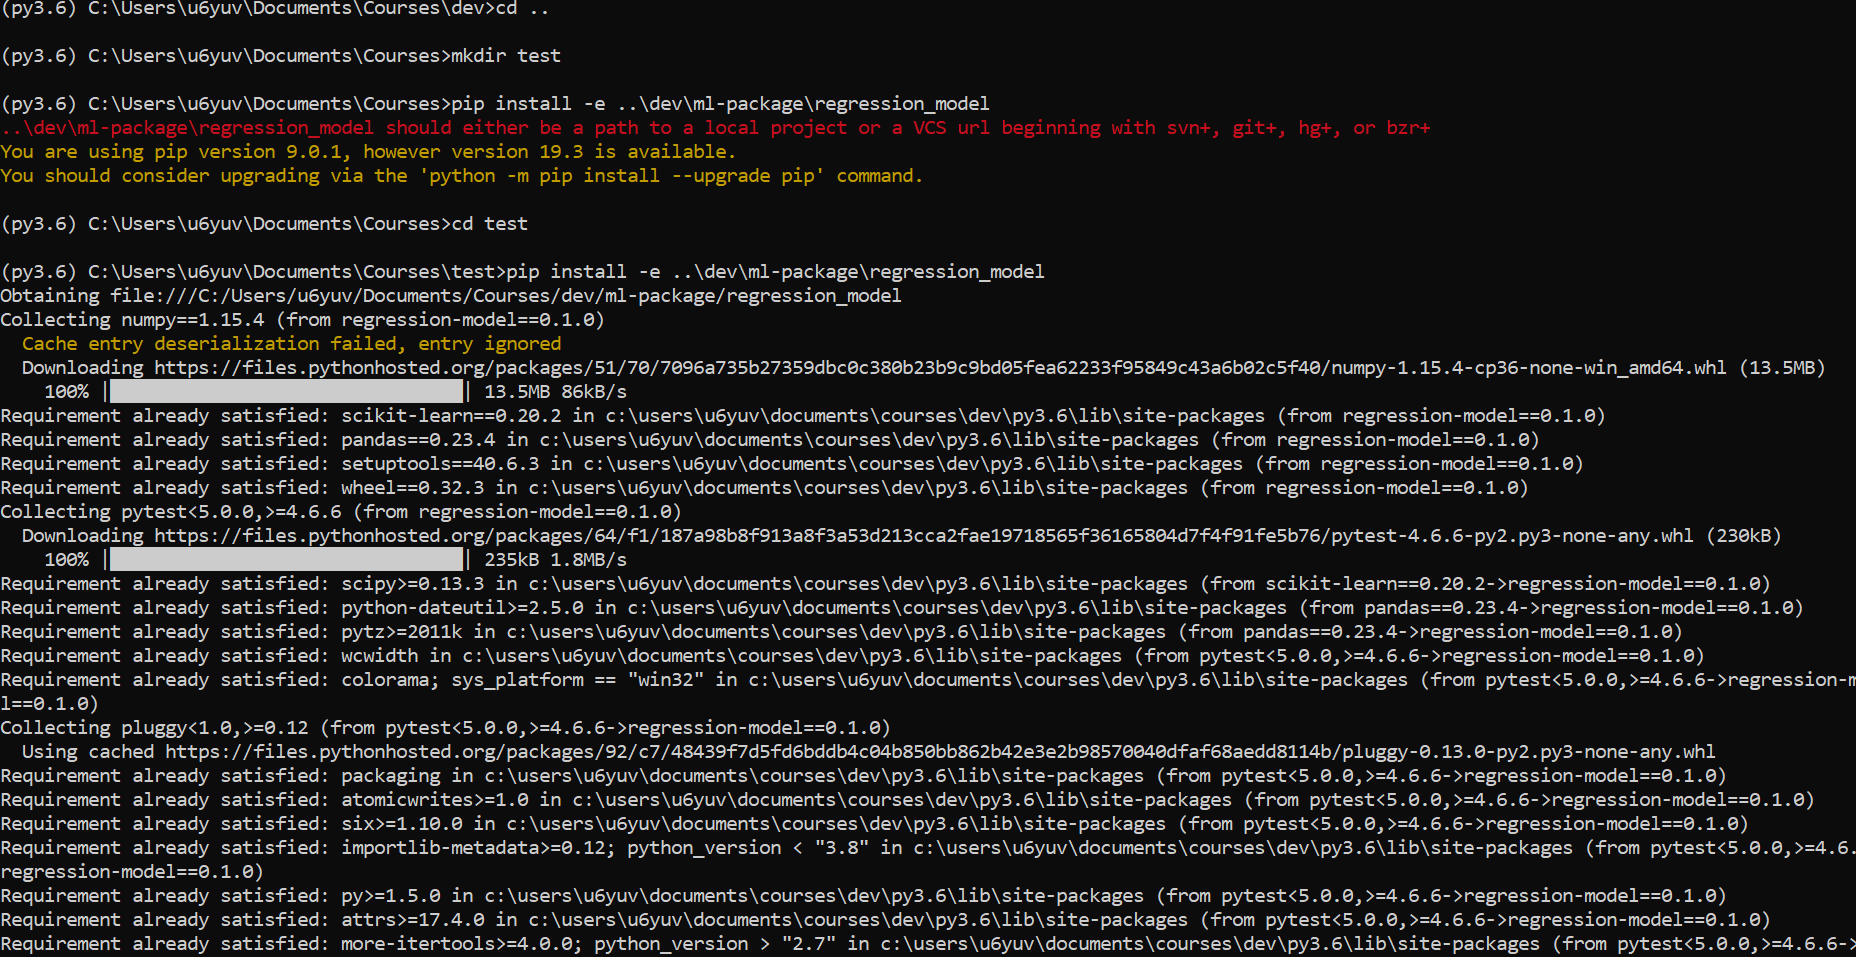 (py3.6) C:\Users\u6yuv\Documents\Courses\dev>cd ..
(py3.6) C:\Users\u6yuv\Documents\Courses>mkdir test
(py3.6) C:\Users\u6yuv\Documents\Courses>pip install -e ..\dev\ml-package\regression_model
..\dev\ml-package\regression_model should either be a path to a local project or a VCS url beginning with svn+, git+, hg+, or bzr+
You are using pip version 9.0.1, however version 19.3 is available.
You should consider upgrading via the 'python -m pip install --upgrade pip' command.
(py3.6) C:\Users\u6yuv\Documents\Courses>cd test
(py3.6) C:\Users\u6yuv\Documents\Courses\test>pip install -e ..\dev\ml-package\regression_model
Obtaining file:///C:/Users/u6yuv/Documents/Courses/dev/ml-package/regression_model
Collecting numpy==1.15.4 (from regression-model==0.1.0)
  Cache entry deserialization failed, entry ignored
  Downloading https://files.pythonhosted.org/packages/51/70/7096a735b27359dbc0c380b23b9c9bd05fea62233f95849c43a6b02c5f40/numpy-1.15.4-cp36-none-win_amd64.whl (13.5MB)
    100% |████████████████████████████████| 13.5MB 86kB/s
Requirement already satisfied: scikit-learn==0.20.2 in c:\users\u6yuv\documents\courses\dev\py3.6\lib\site-packages (from regression-model==0.1.0)
Requirement already satisfied: pandas==0.23.4 in c:\users\u6yuv\documents\courses\dev\py3.6\lib\site-packages (from regression-model==0.1.0)
Requirement already satisfied: setuptools==40.6.3 in c:\users\u6yuv\documents\courses\dev\py3.6\lib\site-packages (from regression-model==0.1.0)
Requirement already satisfied: wheel==0.32.3 in c:\users\u6yuv\documents\courses\dev\py3.6\lib\site-packages (from regression-model==0.1.0)
Collecting pytest<5.0.0,>=4.6.6 (from regression-model==0.1.0)
  Downloading https://files.pythonhosted.org/packages/64/f1/187a98b8f913a8f3a53d213cca2fae19718565f36165804d7f4f91fe5b76/pytest-4.6.6-py2.py3-none-any.whl (230kB)
    100% |████████████████████████████████| 235kB 1.8MB/s
Requirement already satisfied: scipy>=0.13.3 in c:\users\u6yuv\documents\courses\dev\py3.6\lib\site-packages (from scikit-learn==0.20.2->regression-model==0.1.0)
Requirement already satisfied: python-dateutil>=2.5.0 in c:\users\u6yuv\documents\courses\dev\py3.6\lib\site-packages (from pandas==0.23.4->regression-model==0.1.0)
Requirement already satisfied: pytz>=2011k in c:\users\u6yuv\documents\courses\dev\py3.6\lib\site-packages (from pandas==0.23.4->regression-model==0.1.0)
Requirement already satisfied: wcwidth in c:\users\u6yuv\documents\courses\dev\py3.6\lib\site-packages (from pytest<5.0.0,>=4.6.6->regression-model==0.1.0)
Requirement already satisfied: colorama; sys_platform == "win32" in c:\users\u6yuv\documents\courses\dev\py3.6\lib\site-packages (from pytest<5.0.0,>=4.6.6->regression-m
l==0.1.0)
Collecting pluggy<1.0,>=0.12 (from pytest<5.0.0,>=4.6.6->regression-model==0.1.0)
  Using cached https://files.pythonhosted.org/packages/92/c7/48439f7d5fd6bddb4c04b850bb862b42e3e2b98570040dfaf68aedd8114b/pluggy-0.13.0-py2.py3-none-any.whl
Requirement already satisfied: packaging in c:\users\u6yuv\documents\courses\dev\py3.6\lib\site-packages (from pytest<5.0.0,>=4.6.6->regression-model==0.1.0)
Requirement already satisfied: atomicwrites>=1.0 in c:\users\u6yuv\documents\courses\dev\py3.6\lib\site-packages (from pytest<5.0.0,>=4.6.6->regression-model==0.1.0)
Requirement already satisfied: six>=1.10.0 in c:\users\u6yuv\documents\courses\dev\py3.6\lib\site-packages (from pytest<5.0.0,>=4.6.6->regression-model==0.1.0)
Requirement already satisfied: importlib-metadata>=0.12; python_version < "3.8" in c:\users\u6yuv\documents\courses\dev\py3.6\lib\site-packages (from pytest<5.0.0,>=4.6.
regression-model==0.1.0)
Requirement already satisfied: py>=1.5.0 in c:\users\u6yuv\documents\courses\dev\py3.6\lib\site-packages (from pytest<5.0.0,>=4.6.6->regression-model==0.1.0)
Requirement already satisfied: attrs>=17.4.0 in c:\users\u6yuv\documents\courses\dev\py3.6\lib\site-packages (from pytest<5.0.0,>=4.6.6->regression-model==0.1.0)
Requirement already satisfied: more-itertools>=4.0.0; python_version > "2.7" in c:\users\u6yuv\documents\courses\dev\py3.6\lib\site-packages (from pytest<5.0.0,>=4.6.6->